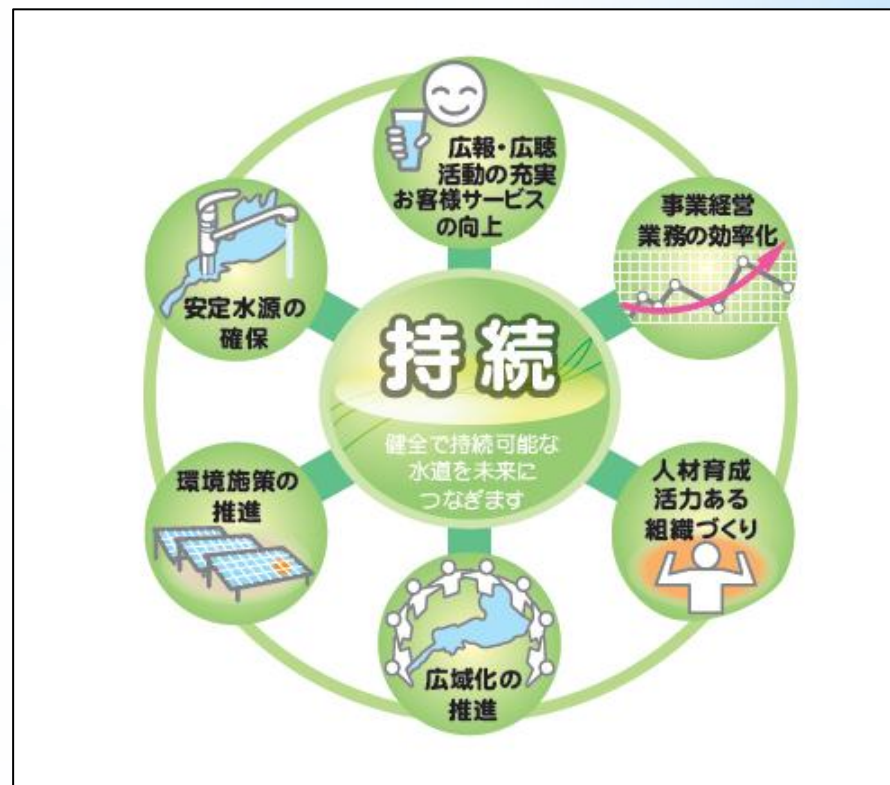 広報・広聴
活動の充実
お客様サービス
の向上
事業経営
業務の効率化
安定水源の
確保
持続
健全で持続可能な
水道を未来に
つなぎます
環境施策の
推進
人材育成
活力ある
組織づくり
広域化の
推進